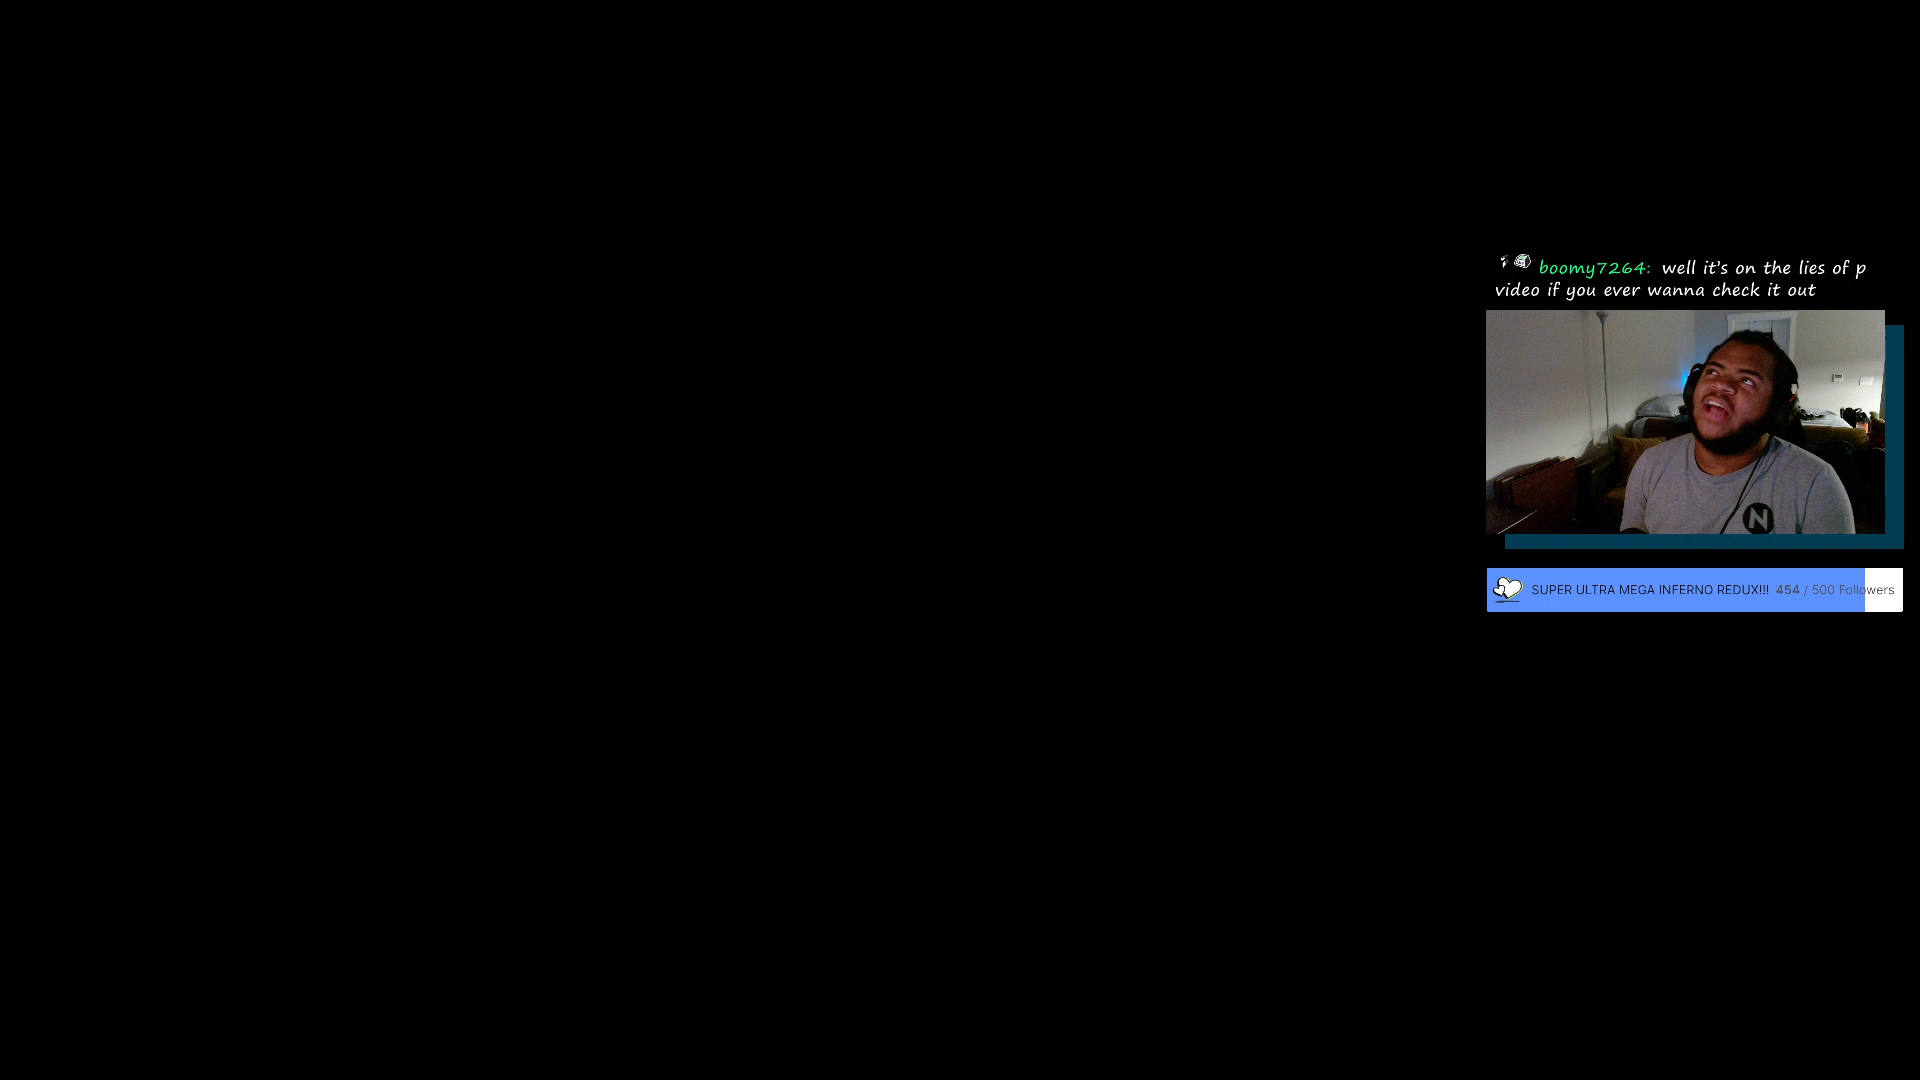 boomy7264: well it's on the lies of p
video if you ever wanna check it out
N
SUPER ULTRA MEGA INFERNO REDUX!!! 454 / 500 Followers